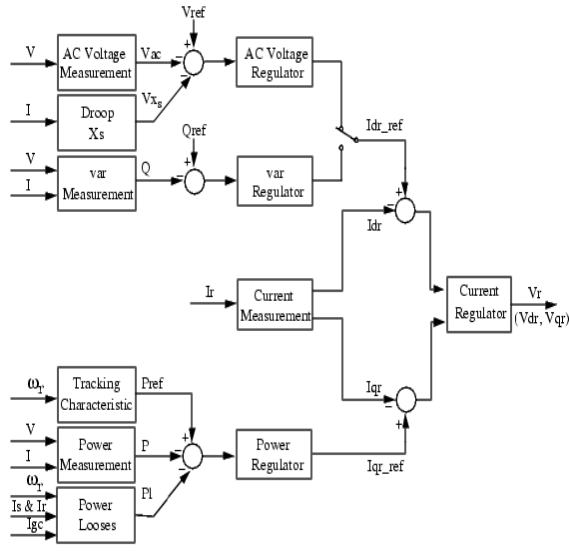 Vref
V
AC Voltage
Measurement
Vac
AC Voltage
Regulator
I
Droop
Xs
Vxs
Idr_ref
Qref
V
I
var
Measurement
Q
var
Regulator
Idr
Ir
Current
Measurement
Current
Regulator
Vr
(Vdr, Vqr)
Iqr
ωr
Tracking
Characteristic
Pref
V
I
Power
Measurement
P
Power
Regulator
Iqr_ref
ωr
Is & Ir
Igc
Power
Looses
Pl